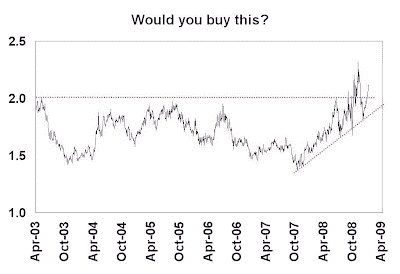 Would you buy this?
2.5
2.0
1.5
1.0
Apr-03
Oct-03
Apr-04
Oct-04
Apr-05
Oct-05
Apr-06
Oct-06
Apr-07
Oct-07
Apr-08
Oct-08
Apr-09